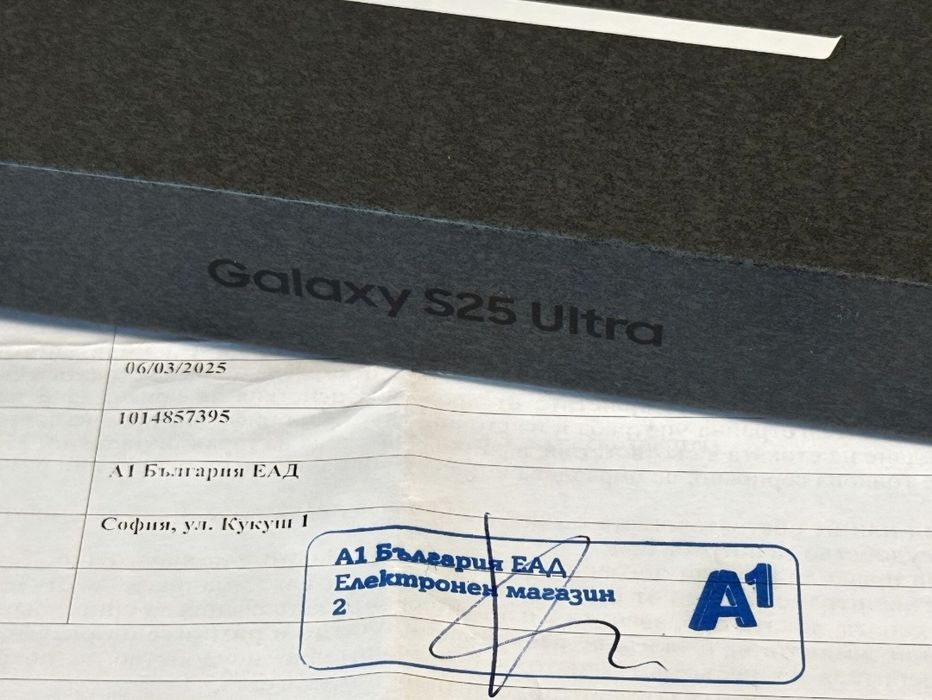 Galaxy S25 Ultra
06/03/2025
1014857395
А1 България ЕАД
София, ул. Кукуш 1
А1 България ЕАД
Електронен магазин
2
A1